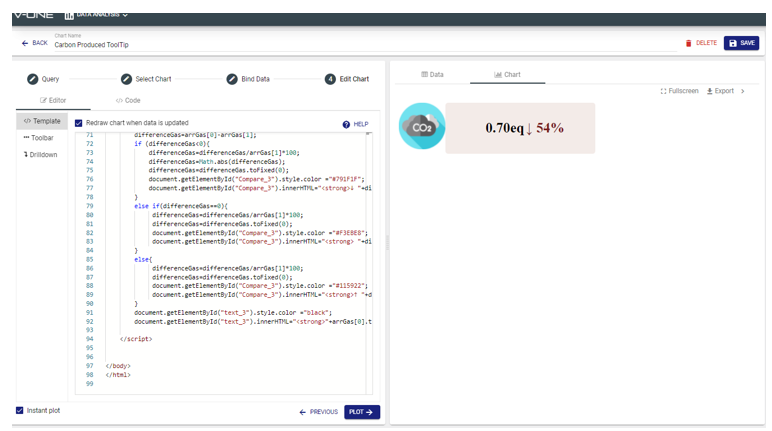 V-ONE DATA ANALYSIS
Chart Name
← BACK Carbon Produced ToolTip
DELETE SAVE
Query Select Chart Bind Data 4 Edit Chart
Editor </> Code
</> Template
Toolbar
Drilldown
Redraw chart when data is updated
HELP
71 differenceGas=arrGas[0]-arrGas[1];
72 if (differenceGas<0){
73 differenceGas=differenceGas/arrGas[1]*100;
74 differenceGas=Math.abs(differenceGas);
75 differenceGas=differenceGas.toFixed(0);
76 document.getElementById("Compare_3").style.color ="#791F1F";
77 document.getElementById("Compare_3").innerHTML="<strong>↓ "+di
78 }
79 else if(differenceGas==0){
80 differenceGas=differenceGas/arrGas[1]*100;
81 differenceGas=differenceGas.toFixed(0);
82 document.getElementById("Compare_3").style.color ="#F3EBE8";
83 document.getElementById("Compare_3").innerHTML="<strong> "+di
84 }
85 else{
86 differenceGas=differenceGas/arrGas[1]*100;
87 differenceGas=differenceGas.toFixed(0);
88 document.getElementById("Compare_3").style.color ="#115922";
89 document.getElementById("Compare_3").innerHTML="<strong>↑ "+d
90 }
91 document.getElementById("text_3").style.color ="black";
92 document.getElementById("text_3").innerHTML="<strong>"+arrGas[0].t
93
94 </script>
95
96
97 </body>
98 </html>
99
Instant plot
← PREVIOUS PLOT →
Data Chart
Fullscreen Export >
CO2
0.70eq↓ 54%